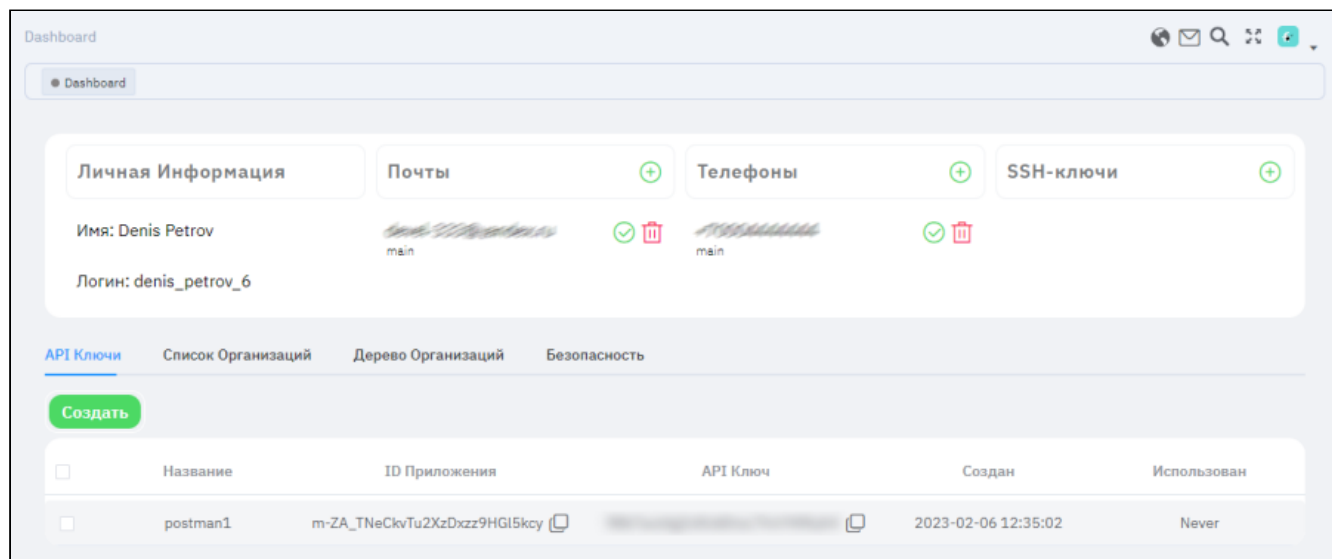 Dashboard
Dashboard
Личная Информация Почты Телефоны SSH-ключи
Имя: Denis Petrov
main main
Логин: denis_petrov_6
API Ключи Список Организаций Дерево Организаций Безопасность
Создать
Название ID Приложения API Ключ Создан Использован
postman1 m-ZA_TNeCkvTu2XzDxzz9HGl5kcy 2023-02-06 12:35:02 Never